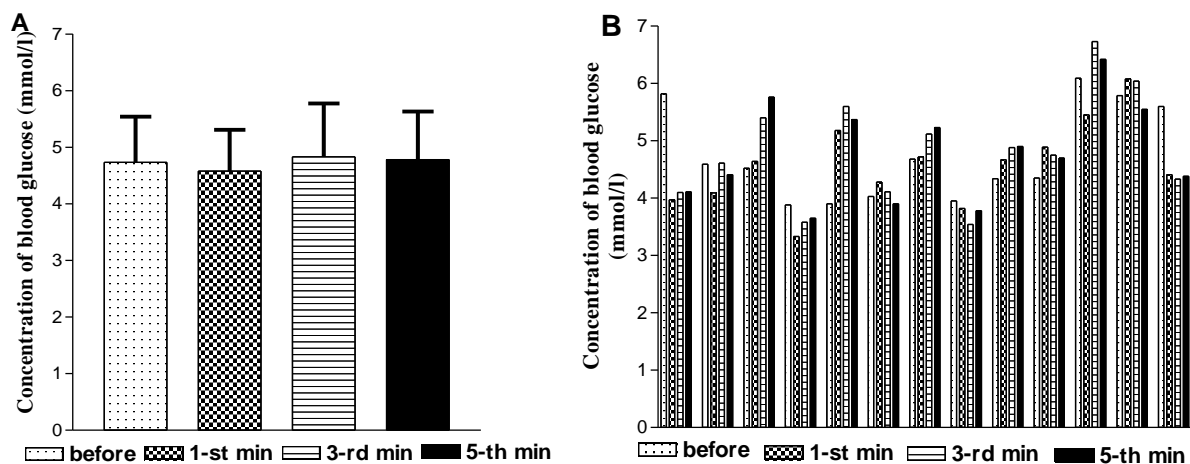 A
Concentration of blood glucose (mmol/l)
7
6
5
4
3
2
1
0
before 1-st min 3-rd min 5-th min
B
Concentration of blood glucose
(mmol/l)
7
6
5
4
3
2
1
0
before 1-st min 3-rd min 5-th min